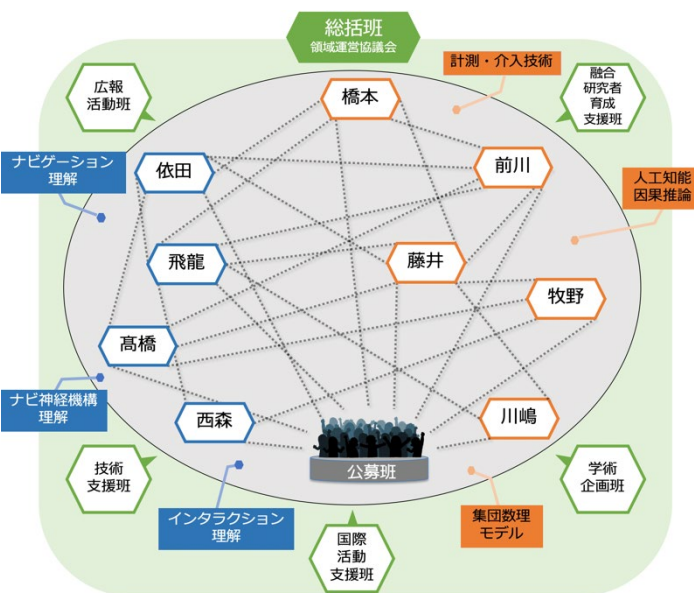 総括班
領域運営協議会
広報
活動班
計測・介入技術
融合
研究者
育成
支援班
橋本
ナビゲーション
理解
依田
前川
人工知能
因果推論
飛龍
藤井
牧野
髙橋
ナビ神経機構
理解
西森
川嶋
公募班
技術
支援班
学術
企画班
インタラクション
理解
集団数理
モデル
国際
活動
支援班